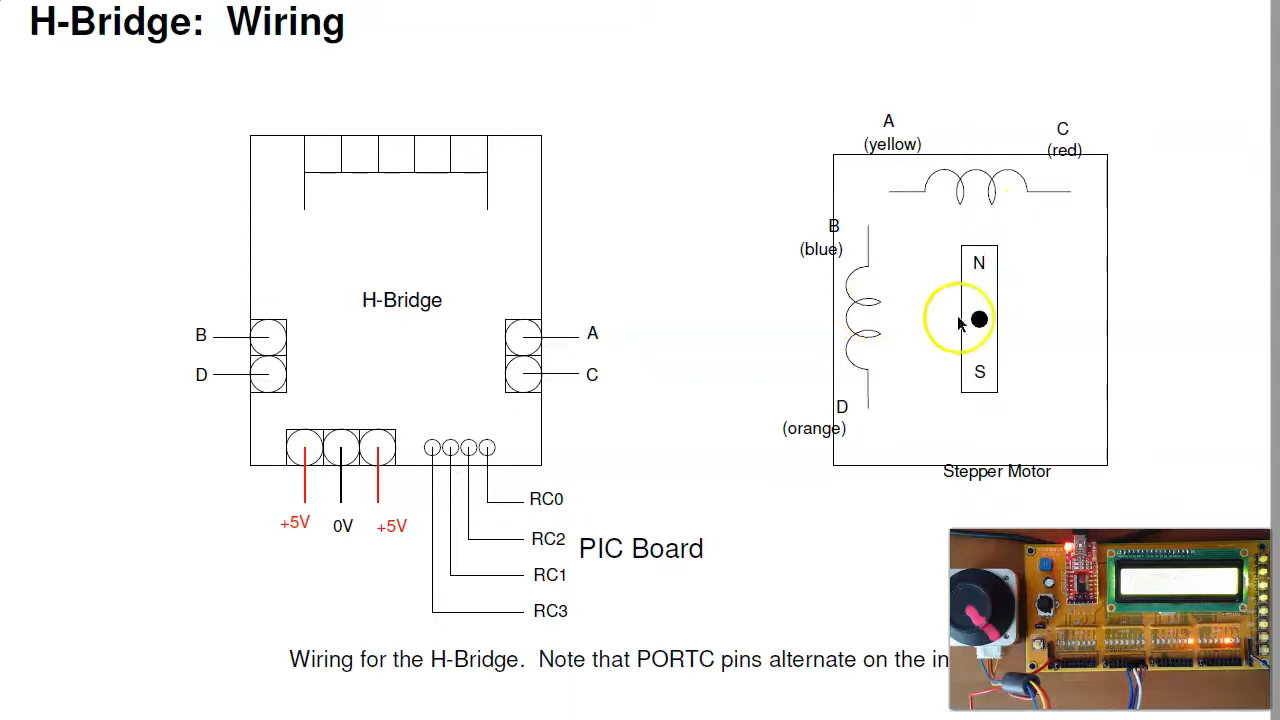 H-Bridge: Wiring
A
(yellow)
C
(red)
B
(blue)
N
H-Bridge
B
A
D
C
S
D
(orange)
Stepper Motor
+5V
0V
+5V
RC0
RC2
PIC Board
RC1
RC3
Wiring for the H-Bridge. Note that PORTC pins alternate on the in